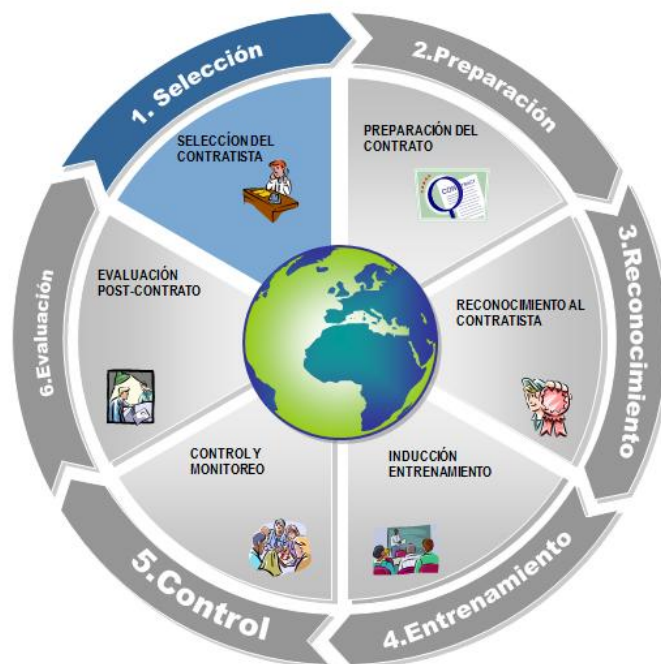 1. Selección
SELECCÍON DEL
CONTRATISTA
2.Preparación
PREPARACIÓN DEL
CONTRATO
3.Reconocimiento
RECONOCIMIENTO AL
CONTRATISTA
4.Entrenamiento
INDUCCIÓN
ENTRENAMIENTO
5.Control
CONTROL Y
MONITOREO
6.Evaluación
EVALUACIÓN
POST-CONTRATO